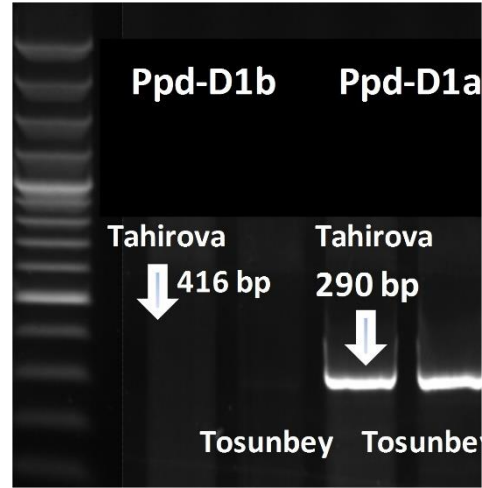 Ppd-D1b Ppd-D1a
Tahirova Tahirova
416 bp 290 bp
Tosunbey Tosunbey